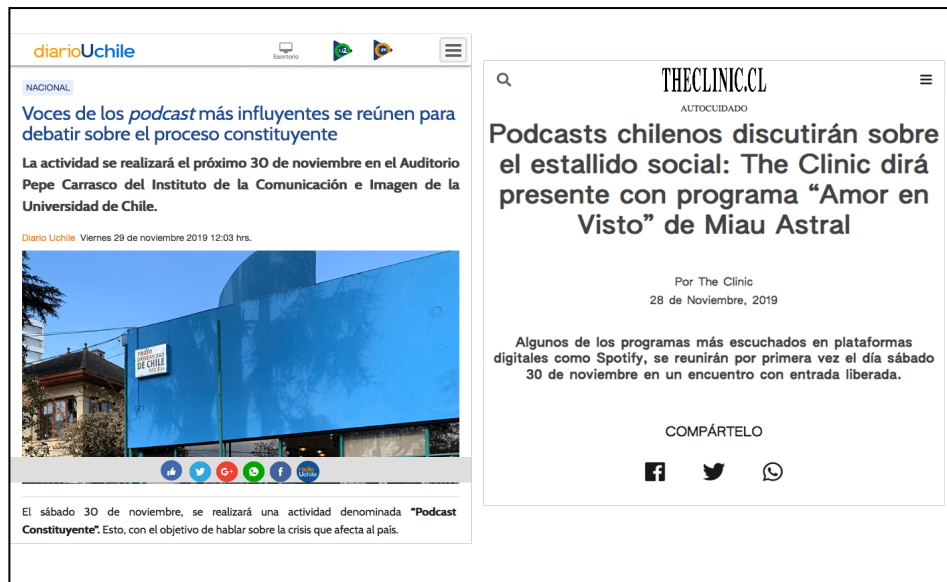 diarioUchile
Escritorio
NACIONAL
Voces de los podcast más influyentes se reúnen para
debatir sobre el proceso constituyente
La actividad se realizará el próximo 30 de noviembre en el Auditorio
Pepe Carrasco del Instituto de la Comunicación e Imagen de la
Universidad de Chile.
Diario Uchile Viernes 29 de noviembre 2019 12:03 hrs.
radio
UNIVERSIDAD
DE CHILE
G+
f
radio
Uchile
El sábado 30 de noviembre, se realizará una actividad denominada "Podcast
Constituyente". Esto, con el objetivo de hablar sobre la crisis que afecta al país.
THECLINIC.CL
AUTOCUIDADO
Podcasts chilenos discutirán sobre
el estallido social: The Clinic dirá
presente con programa “Amor en
Visto” de Miau Astral
Por The Clinic
28 de Noviembre, 2019
Algunos de los programas más escuchados en plataformas
digitales como Spotify, se reunirán por primera vez el día sábado
30 de noviembre en un encuentro con entrada liberada.
COMPÁRTELO